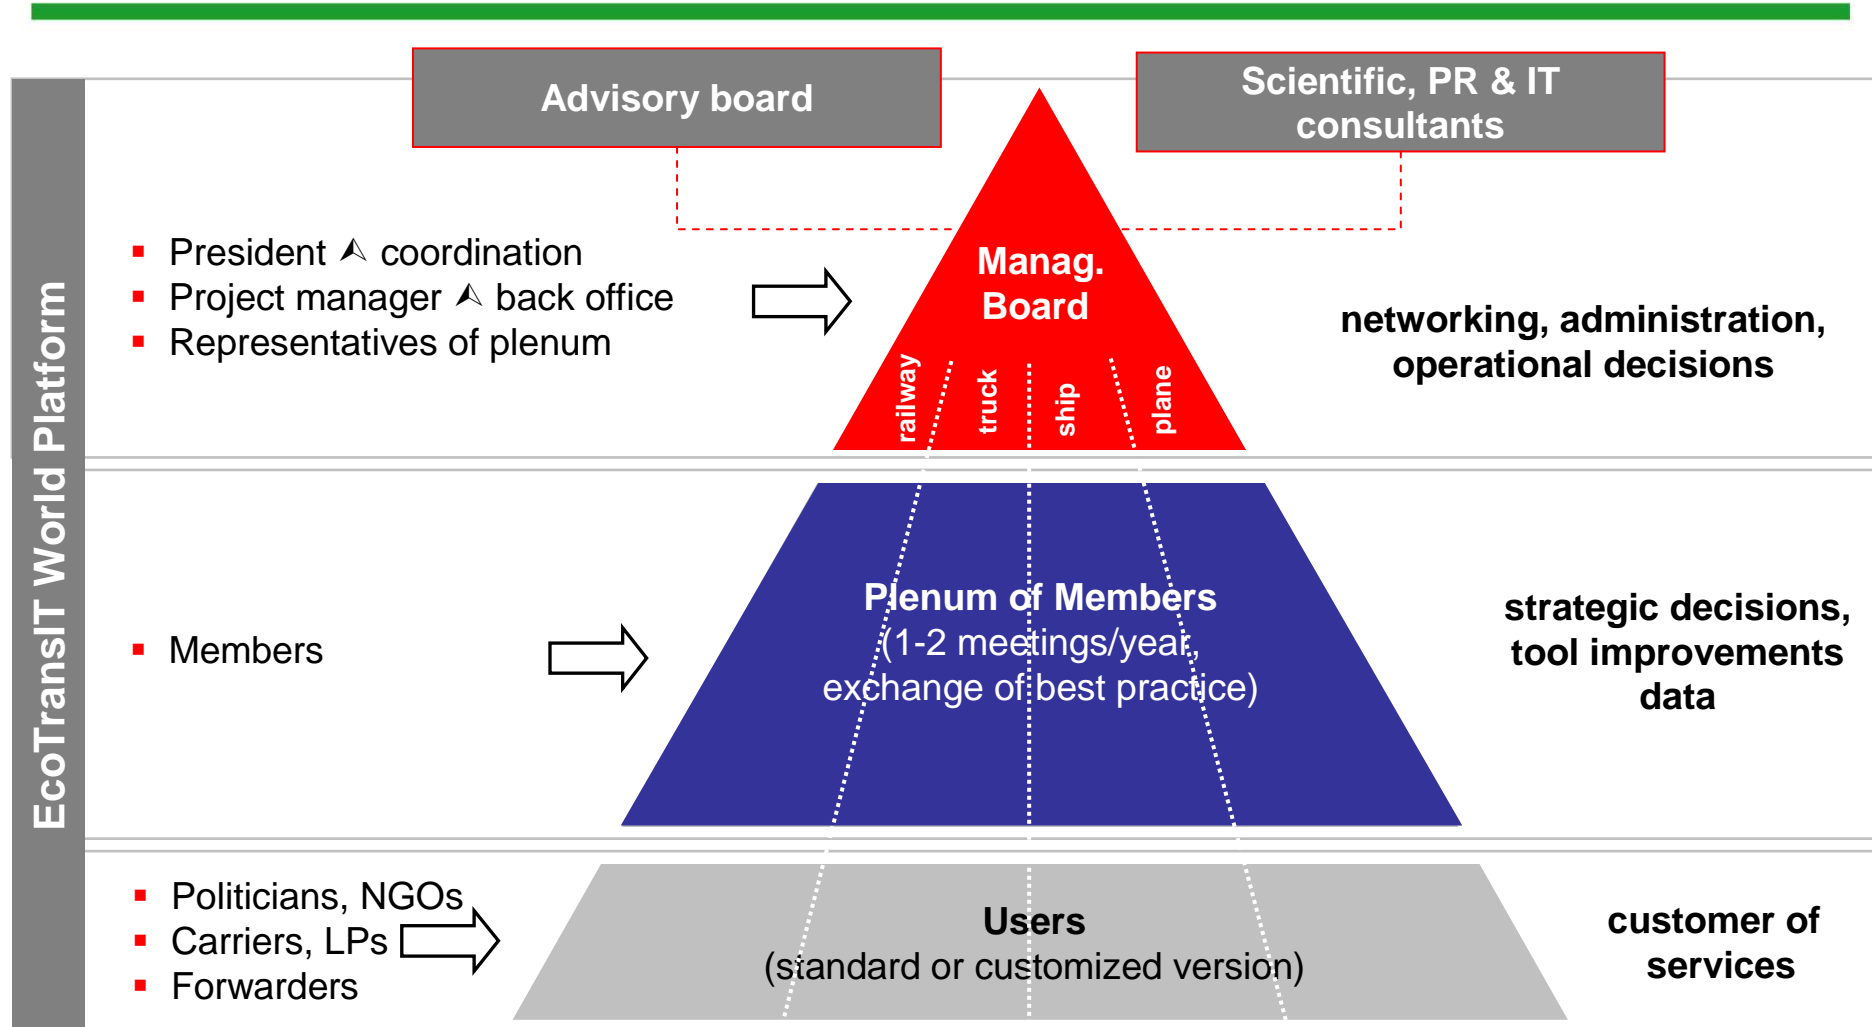 Advisory board
Scientific, PR & IT
consultants
EcoTransIT World Platform
▪ President ⮝ coordination
▪ Project manager ⮝ back office
▪ Representatives of plenum
Manag.
Board
railway
truck
ship
plane
networking, administration,
operational decisions
▪ Members
Plenum of Members
(1-2 meetings/year,
exchange of best practice)
strategic decisions,
tool improvements
data
▪ Politicians, NGOs
▪ Carriers, LPs
▪ Forwarders
Users
(standard or customized version)
customer of
services